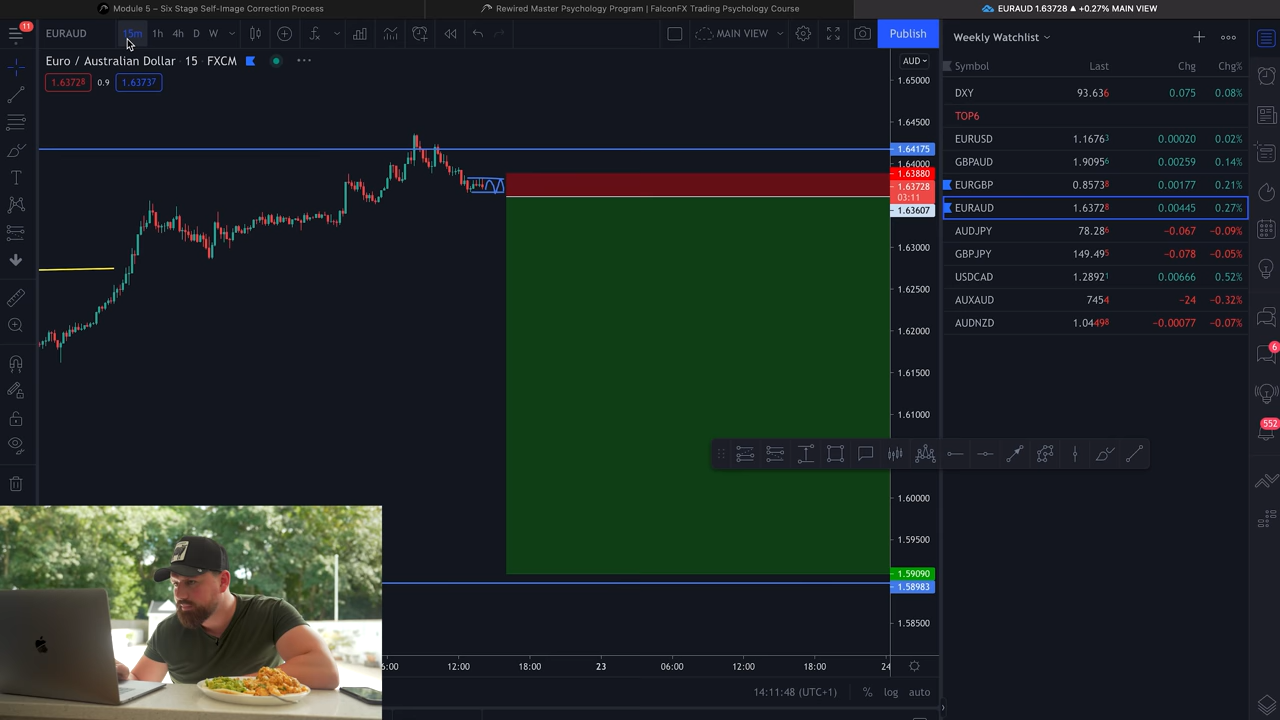 Module 5 – Six Stage Self-Image Correction Process
Rewired Master Psychology Program | FalconFX Trading Psychology Course
EURAUD 1.63728 ▲ +0.27% MAIN VIEW
11
EURAUD 15m 1h 4h D W
MAIN VIEW
Publish
Weekly Watchlist
Euro / Australian Dollar · 15 · FXCM
AUD
1.63728 0.9 1.63737
1.65000
1.64500
1.64175
1.64000
1.63880
1.63728
03:11
1.63607
1.63000
1.62500
1.62000
1.61500
1.61000
1.60000
1.59500
1.59090
1.58983
1.58500
Symbol Last Chg Chg%
DXY 93.636 0.075 0.08%
TOP6
EURUSD 1.16763 0.00020 0.02%
GBPAUD 1.90956 0.00259 0.14%
EURGBP 0.85738 0.00177 0.21%
EURAUD 1.63728 0.00445 0.27%
AUDJPY 78.286 −0.067 −0.09%
GBPJPY 149.495 −0.078 −0.05%
USDCAD 1.28921 0.00666 0.52%
AUXAUD 7454 −24 −0.32%
AUDNZD 1.04498 −0.00077 −0.07%
6
552
6:00 12:00 18:00 23 06:00 12:00 18:00 24
14:11:48 (UTC+1) % log auto